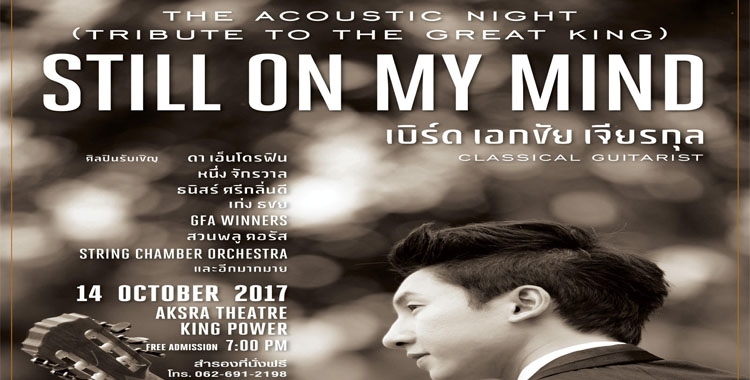 THE ACOUSTIC NIGHT
(TRIBUTE TO THE GREAT KING)
STILL ON MY MIND
เบิร์ด เอกชัย เจียรกุล
CLASSICAL GUITARIST
ศิลปินรับเชิญ ดา เอ็นโดรฟิน
หนึ่ง จักรวาล
ธนิสร์ ศรีกลิ่นดี
เก่ง ธชย
GFA WINNERS
สวนพลู คอรัส
STRING CHAMBER ORCHESTRA
และอีกมากมาย
14 OCTOBER 2017
AKSRA THEATRE
KING POWER
FREE ADMISSION 7:00 PM
สำรองที่นั่งฟรี
โทร. 062-691-2198